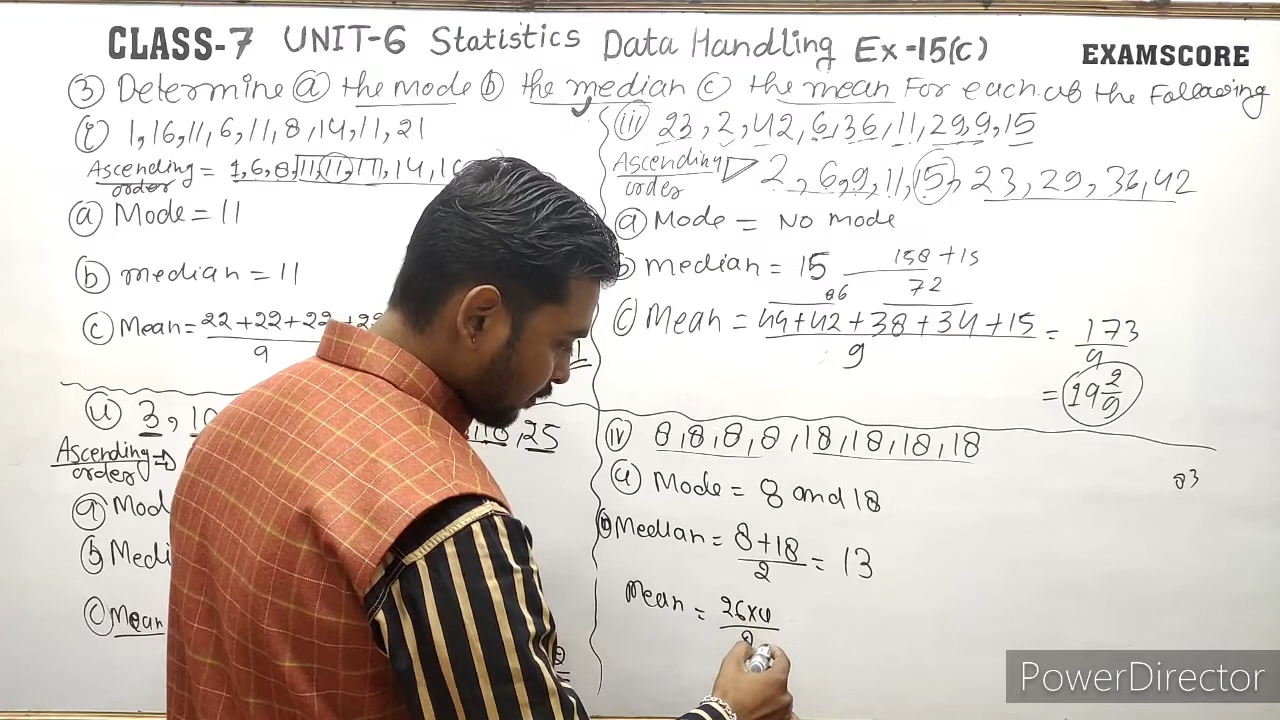 CLASS-7 UNIT-6 Statistics Data Handling Ex-15(c)
EXAMSCORE
③ Determine ⓐ the mode ⓑ the median ⓒ the mean For each of the Following
ⓘ 1,16,11,6,11,8,14,11,21
Ascending order = 1,6,8,11,11,11,14,
ⓐ Mode = 11
ⓑ median = 11
ⓒ Mean = 22+22+22+22
9
ⓘⓘ 3,
,25
Ascending order ⇒
ⓐ
ⓑ
ⓒ Mean
iii 23,2,42,6,36,11,29,9,15
Ascending order 2,6,9,11,15,23,29,36,42
ⓐ Mode = No mode
median = 15
158+15
86 72
ⓒ Mean = 44+42+38+34+15 = 173
9 9
= 19 2/9
iv 8,8,8,8,18,18,18,18
ⓐ Mode = 8 and 18
Median = 8+18 = 13
2
Mean = 26×4
PowerDirector